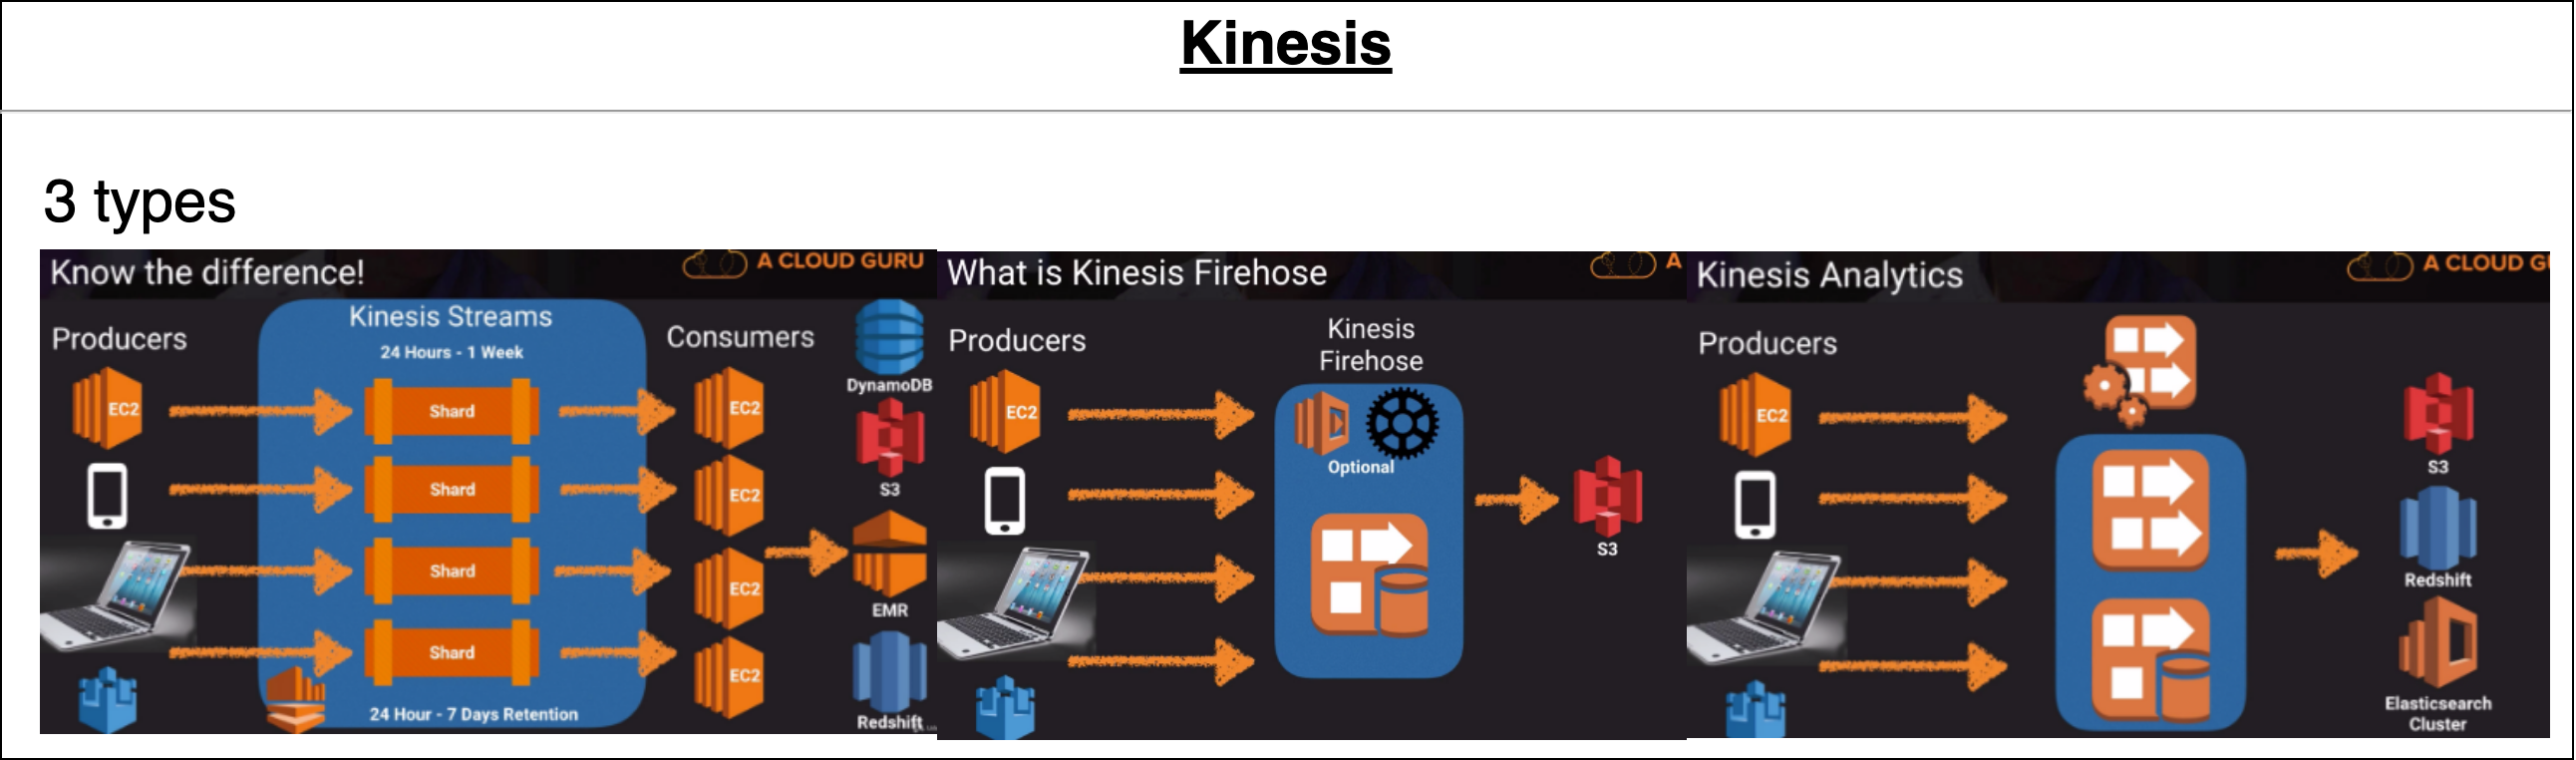 Kinesis
3 types
Know the difference!
A CLOUD GURU
Producers
Kinesis Streams
24 Hours - 1 Week
Consumers
EC2
Shard
EC2
DynamoDB
Shard
EC2
S3
Shard
EC2
EMR
Shard
EC2
24 Hour - 7 Days Retention
Redshift
What is Kinesis Firehose
A
Producers
Kinesis
Firehose
EC2
Optional
S3
Kinesis Analytics
A CLOUD GU
Producers
EC2
S3
Redshift
Elasticsearch
Cluster